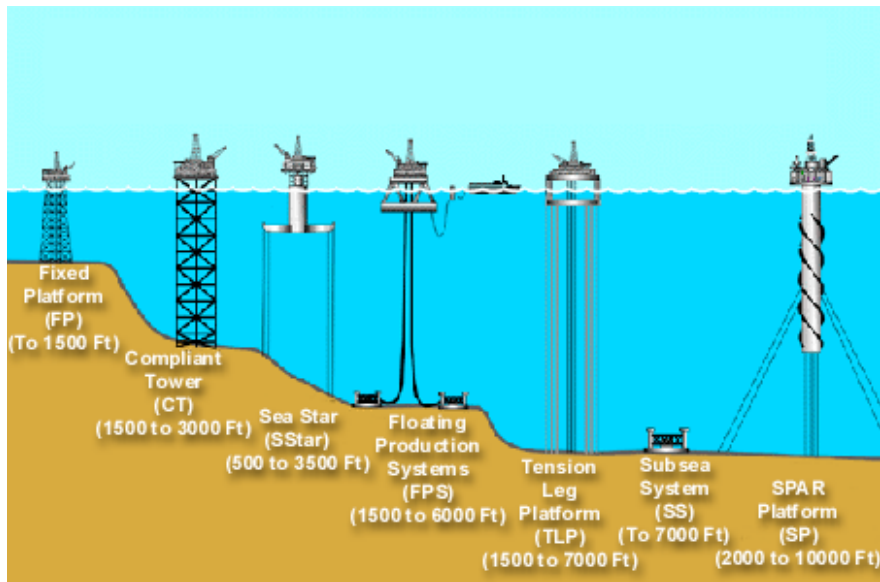 Fixed
Platform
(FP)
(To 1500 Ft)
Compliant
Tower
(CT)
(1500 to 3000 Ft)
Sea Star
(SStar)
(500 to 3500 Ft)
Floating
Production
Systems
(FPS)
(1500 to 6000 Ft)
Tension
Leg
Platform
(TLP)
(1500 to 7000 Ft)
Subsea
System
(SS)
(To 7000 Ft)
SPAR
Platform
(SP)
(2000 to 10000 Ft)